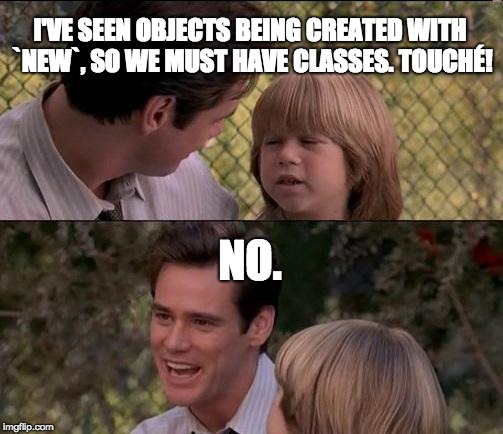 I'VE SEEN OBJECTS BEING CREATED WITH
`NEW`, SO WE MUST HAVE CLASSES. TOUCHÉ!
NO.
imgflip.com